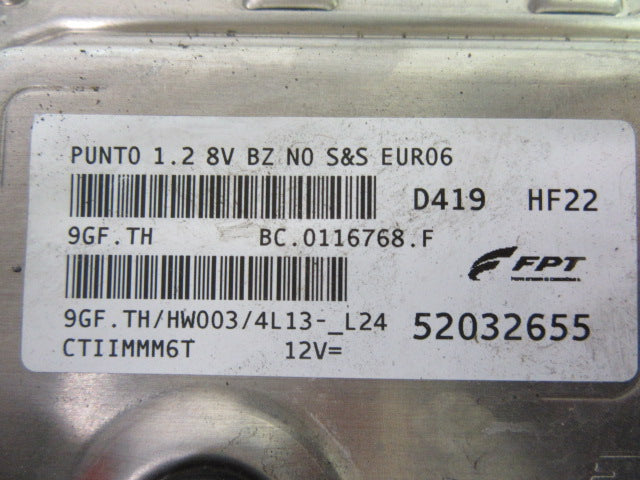 PUNTO 1.2 8V BZ NO S&S EURO6
D419 HF22
9GF.TH BC.0116768.F
FPT
9GF.TH/HW003/4L13-_L24
52032655
CTIIMMM6T 12V=